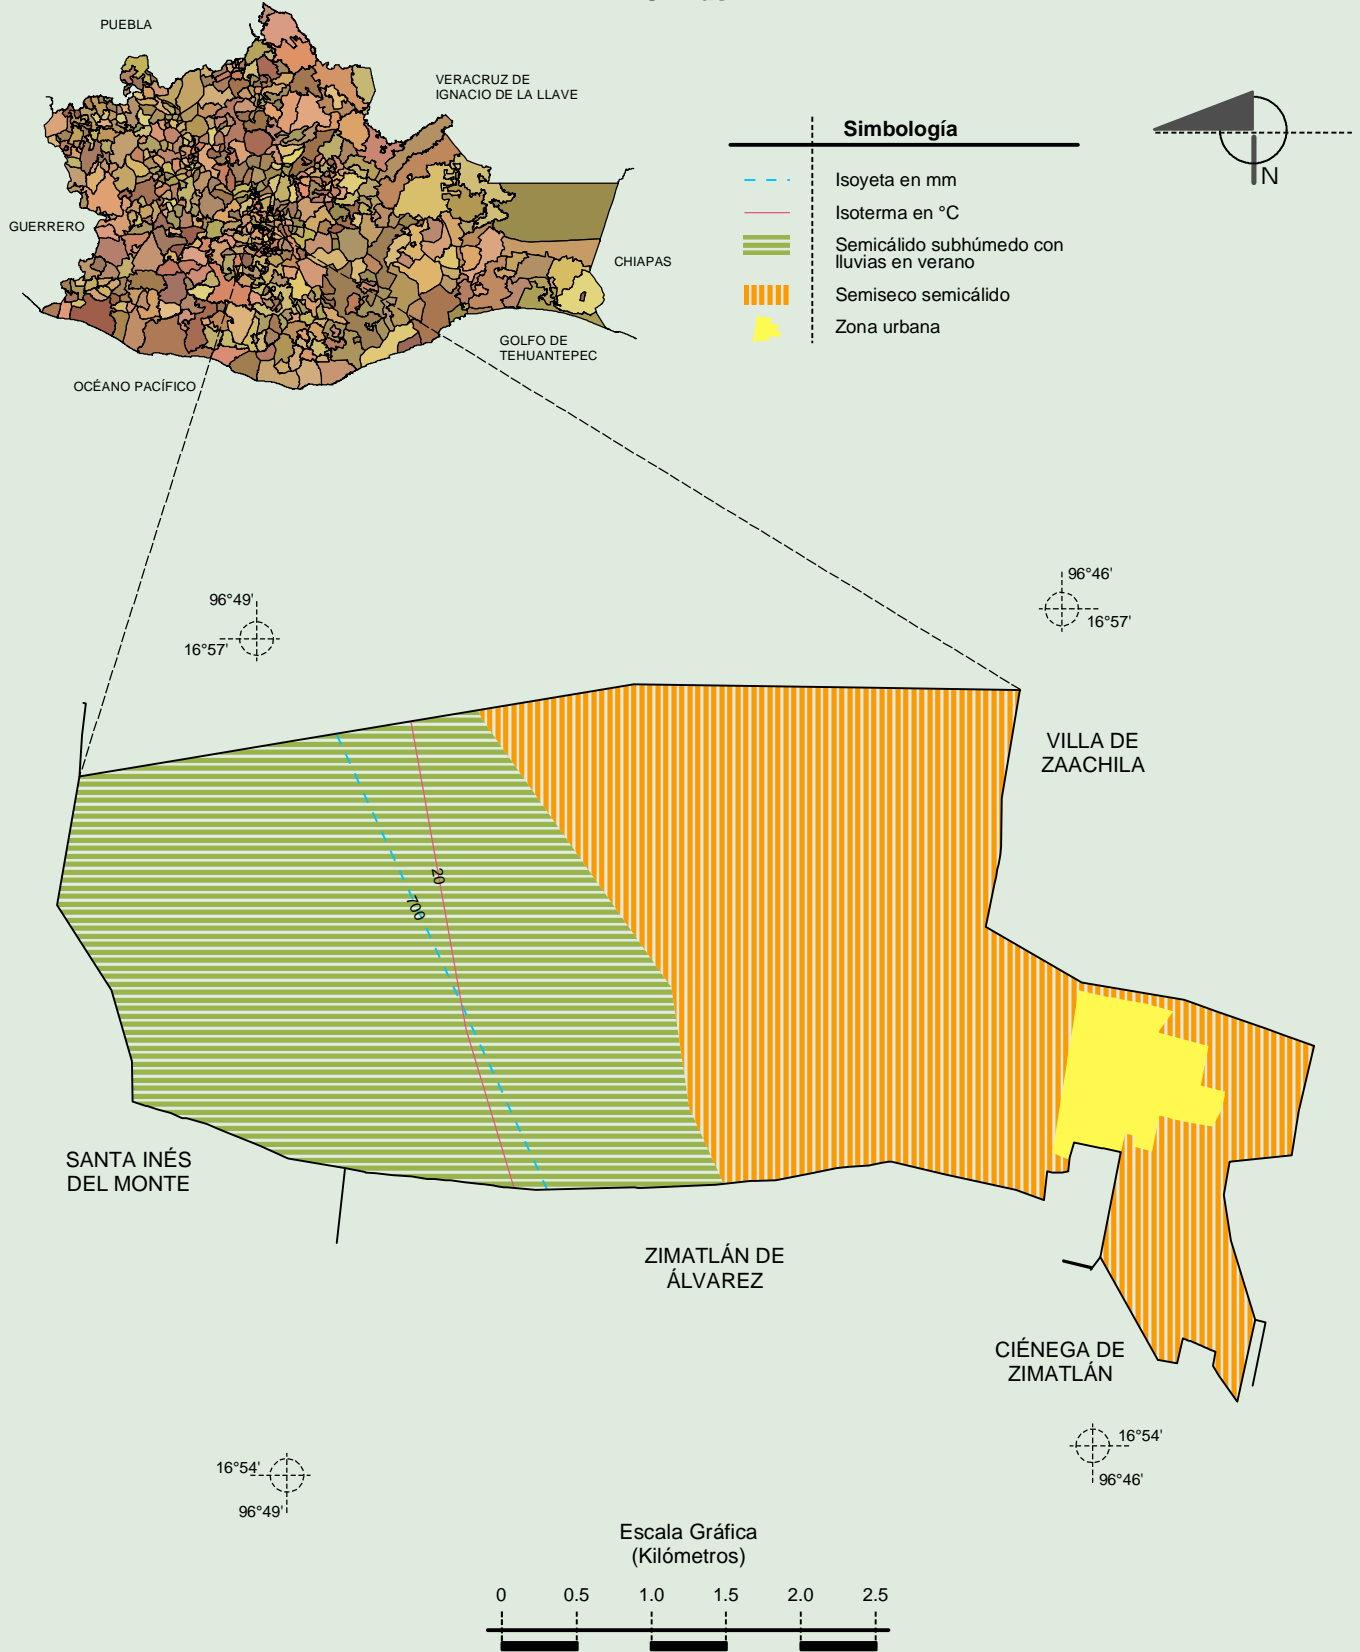 PUEBLA
VERACRUZ DE
IGNACIO DE LA LLAVE
GUERRERO
CHIAPAS
GOLFO DE
TEHUANTEPEC
OCÉANO PACÍFICO
Simbología
Isoyeta en mm
Isoterma en °C
Semicálido subhúmedo con
lluvias en verano
Semiseco semicálido
Zona urbana
N
96°49'
16°57'
96°46'
16°57'
VILLA DE
ZAACHILA
20
700
SANTA INÉS
DEL MONTE
ZIMATLÁN DE
ÁLVAREZ
CIÉNEGA DE
ZIMATLÁN
16°54'
96°49'
16°54'
96°46'
Escala Gráfica
(Kilómetros)
0 0.5 1.0 1.5 2.0 2.5